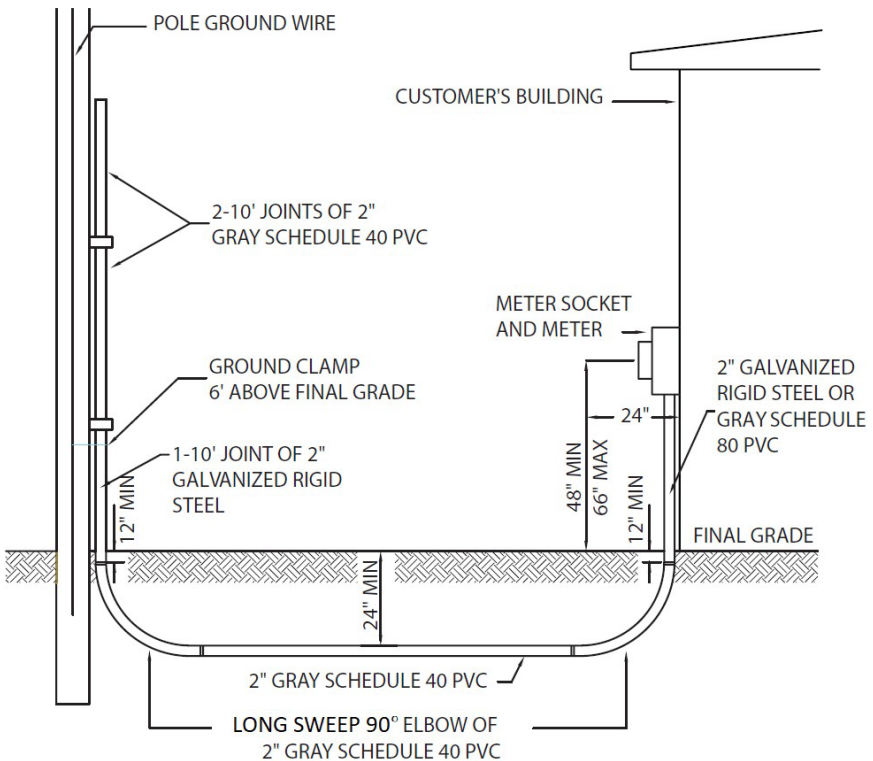 POLE GROUND WIRE
CUSTOMER'S BUILDING
2-10' JOINTS OF 2"
GRAY SCHEDULE 40 PVC
METER SOCKET
AND METER
GROUND CLAMP
6' ABOVE FINAL GRADE
2" GALVANIZED
RIGID STEEL OR
GRAY SCHEDULE
80 PVC
24"
1-10' JOINT OF 2"
GALVANIZED RIGID
STEEL
12" MIN
48" MIN
66" MAX
12" MIN
FINAL GRADE
24" MIN
2" GRAY SCHEDULE 40 PVC
LONG SWEEP 90° ELBOW OF
2" GRAY SCHEDULE 40 PVC